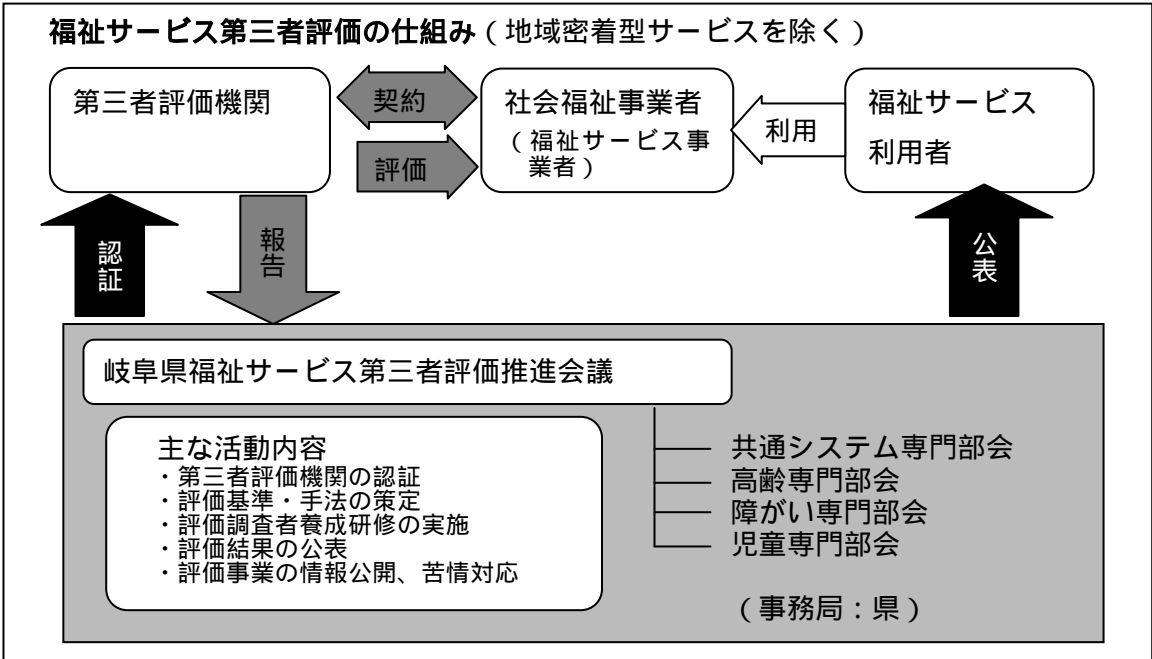 福祉サービス第三者評価の仕組み(地域密着型サービスを除く)
第三者評価機関
契約
評価
社会福祉事業者
(福祉サービス事
業者)
利用
福祉サービス
利用者
認証
報告
公表
岐阜県福祉サービス第三者評価推進会議
主な活動内容
・第三者評価機関の認証
・評価基準・手法の策定
・評価調査者養成研修の実施
・評価結果の公表
・評価事業の情報公開、苦情対応
共通システム専門部会
高齢専門部会
障がい専門部会
児童専門部会
(事務局:県)